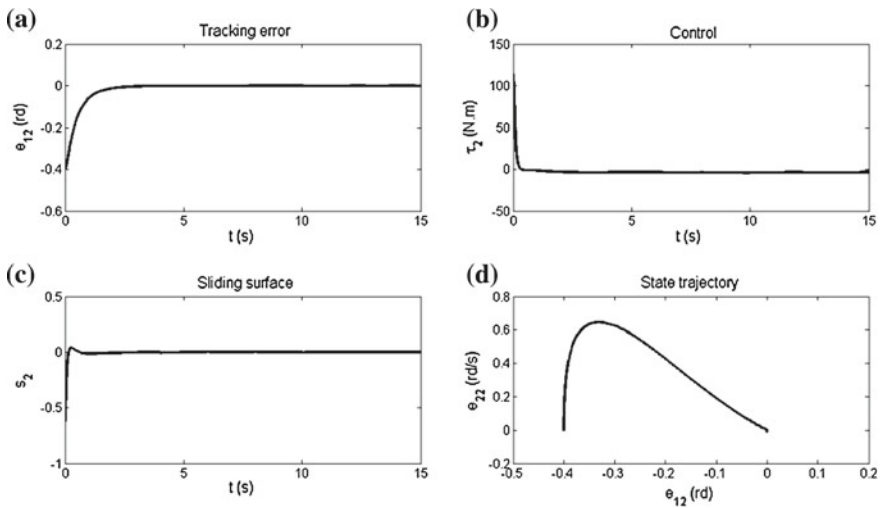 (a)
Tracking error
0.2
0
-0.2
-0.4
-0.6
e12 (rd)
0
5
10
15
t (s)
(b)
Control
150
100
50
0
-50
τ2 (N.m)
0
5
10
15
t (s)
(c)
Sliding surface
0.5
0
-0.5
-1
s2
0
5
10
15
t (s)
(d)
State trajectory
0.8
0.6
0.4
0.2
0
-0.2
e22 (rd/s)
-0.5
-0.4
-0.3
-0.2
-0.1
0
0.1
0.2
e12 (rd)